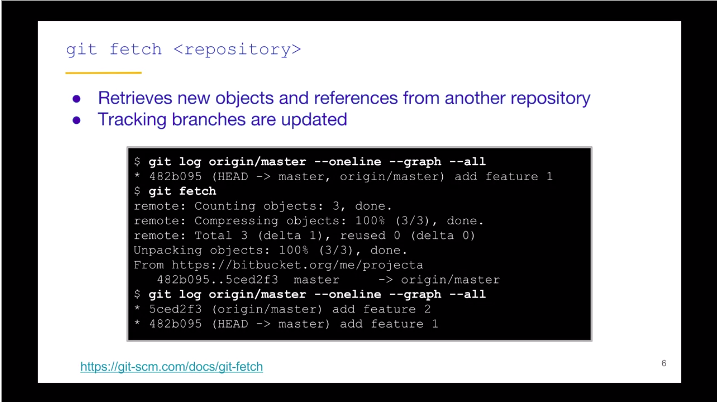 git fetch <repository>
● Retrieves new objects and references from another repository
● Tracking branches are updated
$ git log origin/master --oneline --graph --all
* 482b095 (HEAD -> master, origin/master) add feature 1
$ git fetch
remote: Counting objects: 3, done.
remote: Compressing objects: 100% (3/3), done.
remote: Total 3 (delta 1), reused 0 (delta 0)
Unpacking objects: 100% (3/3), done.
From https://bitbucket.org/me/projecta
   482b095..5ced2f3  master     -> origin/master
$ git log origin/master --oneline --graph --all
* 5ced2f3 (origin/master) add feature 2
* 482b095 (HEAD -> master) add feature 1
https://git-scm.com/docs/git-fetch
6